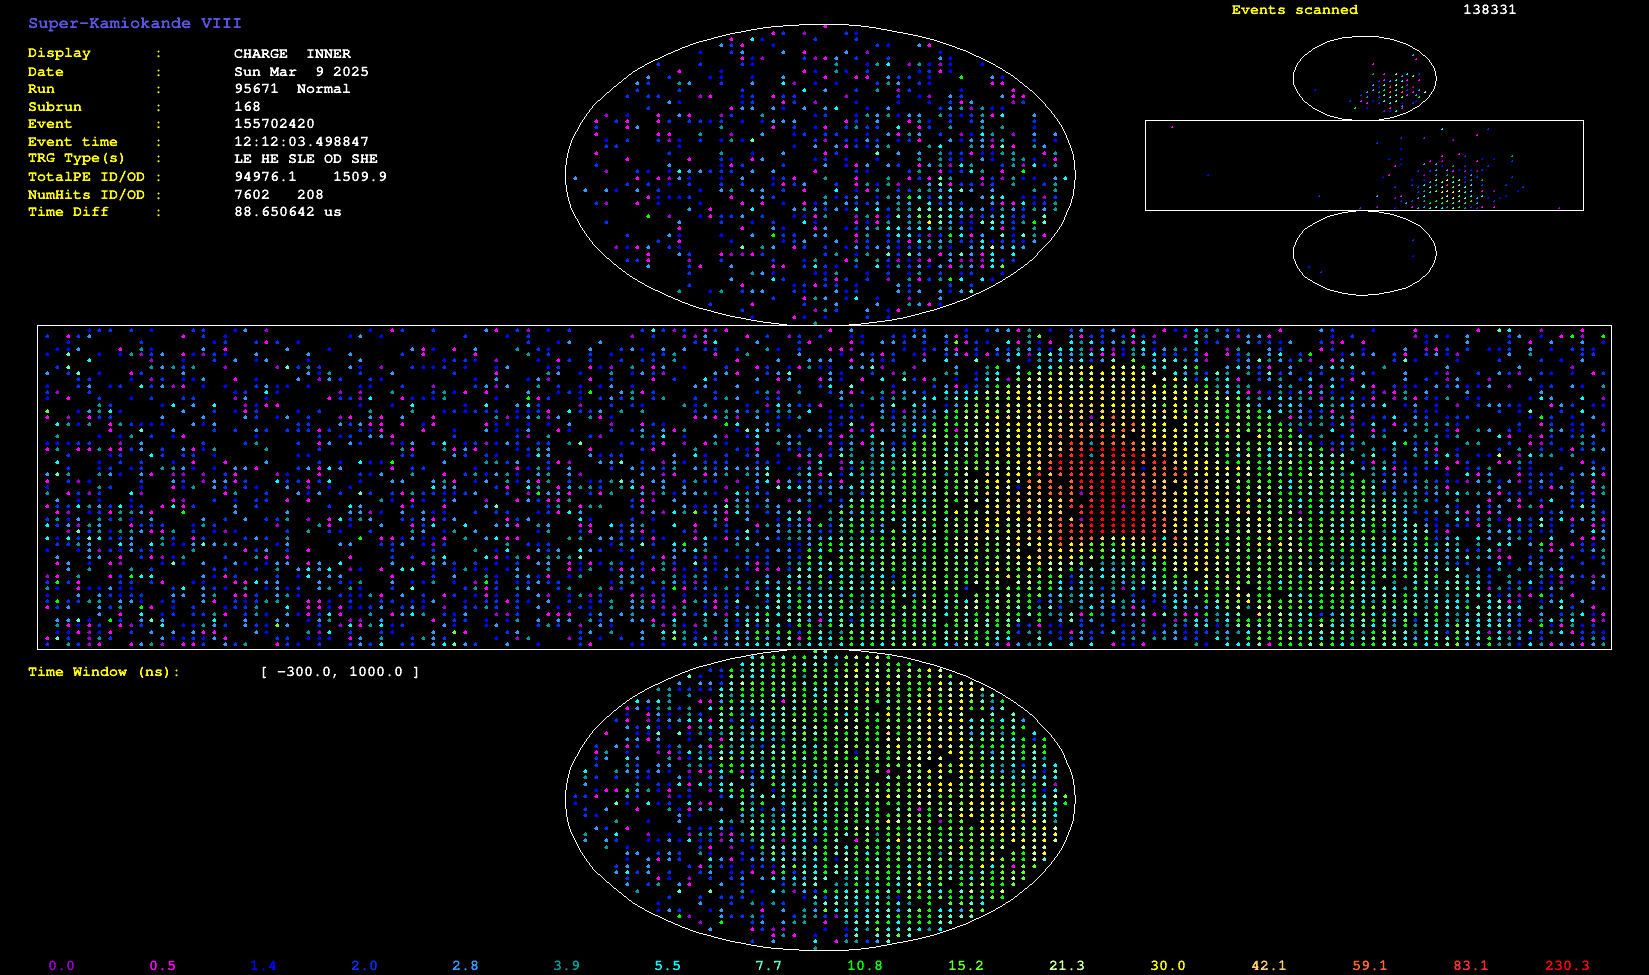 Super-Kamiokande VIII
Events scanned 138331
Display : CHARGE INNER
Date : Sun Mar 9 2025
Run : 95671 Normal
Subrun : 168
Event : 155702420
Event time : 12:12:03.498847
TRG Type(s) : LE HE SLE OD SHE
TotalPE ID/OD : 94976.1 1509.9
NumHits ID/OD : 7602 208
Time Diff : 88.650642 us
Time Window (ns): [ -300.0, 1000.0 ]
0.0 0.5 1.4 2.0 2.8 3.9 5.5 7.7 10.8 15.2 21.3 30.0 42.1 59.1 83.1 230.3